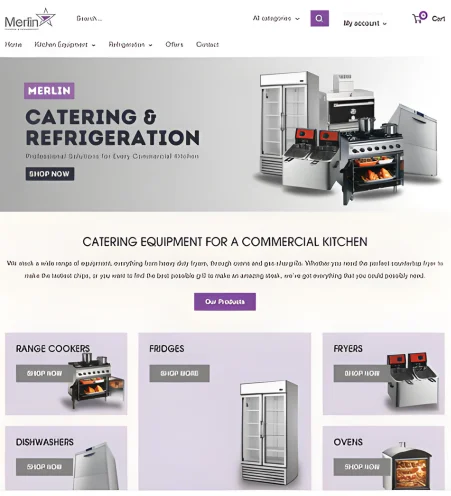 Merlin
Search...
All categories
My account
0
Cart
Home
Kitchen Equipment
Refrigeration
Offers
Contact
MERLIN
CATERING &
REFRIGERATION
Professional Solutions for Every Commercial Kitchen
SHOP NOW
CATERING EQUIPMENT FOR A COMMERCIAL KITCHEN
We stock a wide range of equipment, everything from heavy duty fryers, through ovens and gas chargrills. Whether you need the perfect countertop fryer to
make the tastiest chips, or you want to find the best possible grill to make an amazing steak, we've got everything that you could possibly need.
Our Products
RANGE COOKERS
SHOP NOW
FRIDGES
SHOP MORE
FRYERS
SHOP NOW
DISHWASHERS
SHOP NOW
OVENS
SHOP NOW